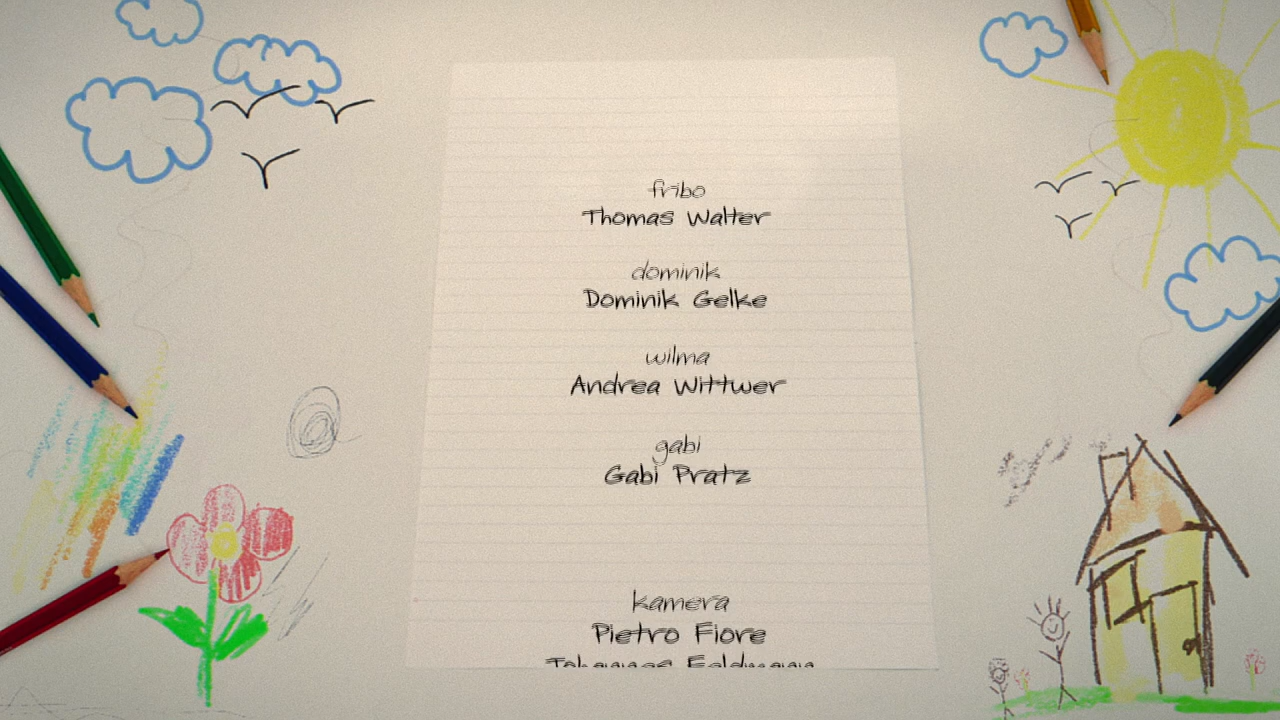 fribo
Thomas Walter
dominik
Dominik Gelke
wilma
Andrea Wittwer
gabi
Gabi Pratz
kamera
Pietro Fiore